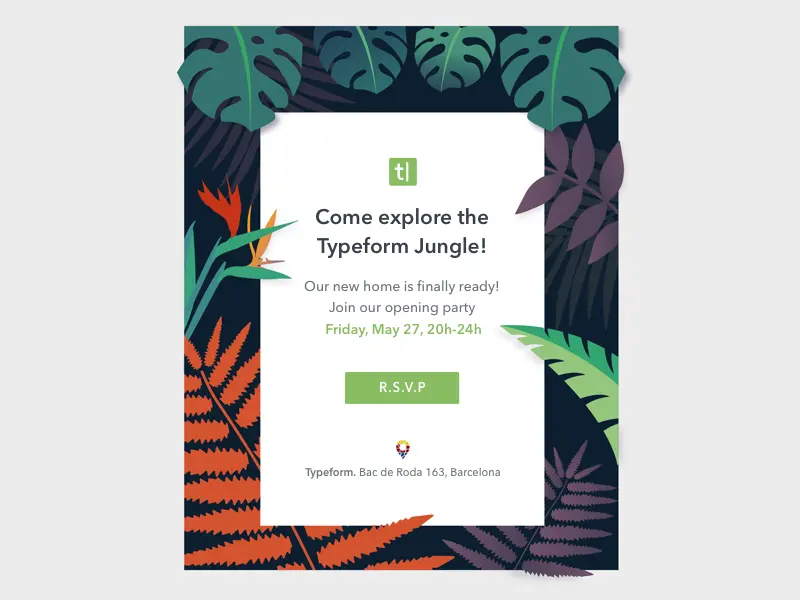 t|
Come explore the
Typeform Jungle!
Our new home is finally ready!
Join our opening party
Friday, May 27, 20h-24h
R.S.V.P
Typeform. Bac de Roda 163, Barcelona